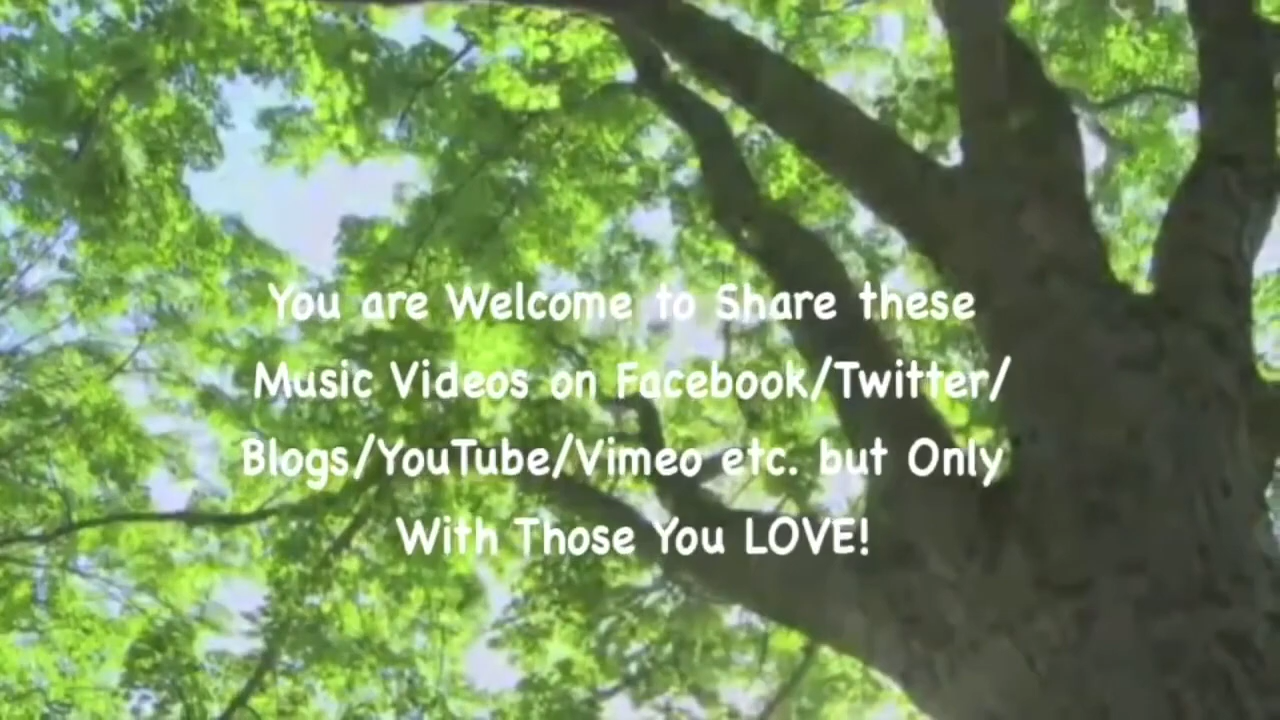 You are Welcome to Share these
Music Videos on Facebook/Twitter/
Blogs/YouTube/Vimeo etc. but Only
With Those You LOVE!